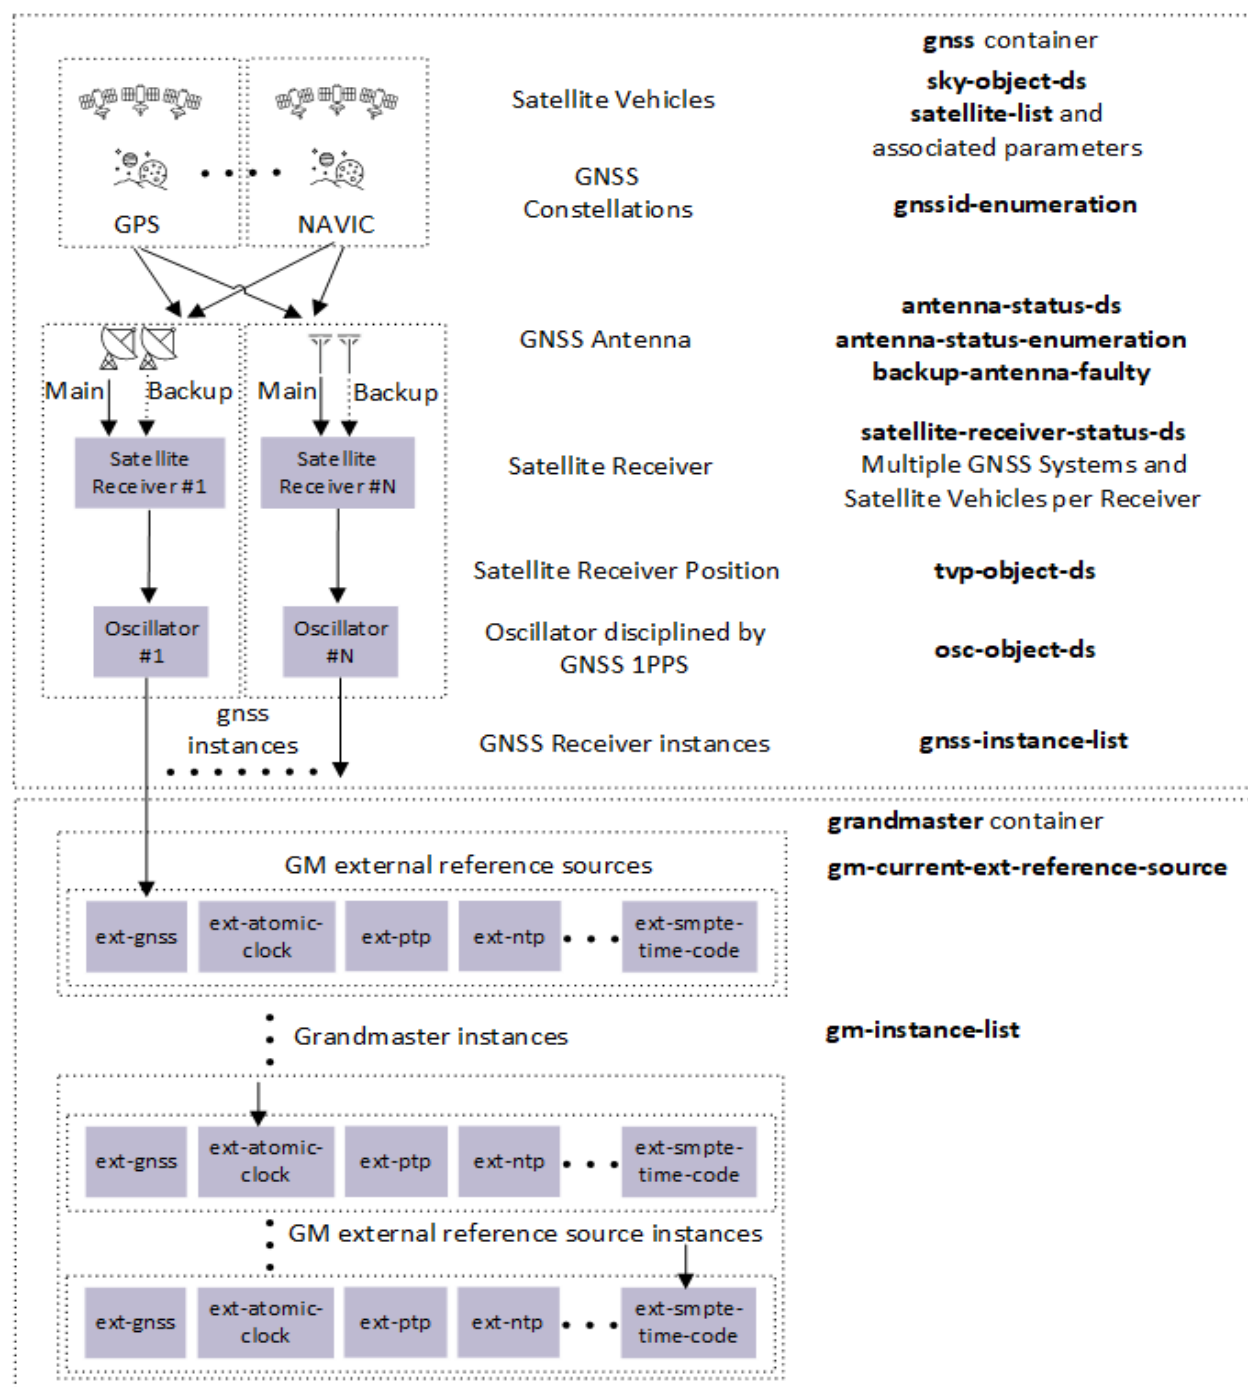 gnss container
Satellite Vehicles
sky-object-ds
satellite-list and
associated parameters
GNSS
Constellations
gnssid-enumeration
GPS
NAVIC
GNSS Antenna
antenna-status-ds
antenna-status-enumeration
backup-antenna-faulty
Main
Backup
Main
Backup
Satellite
Receiver #1
Satellite
Receiver #N
Satellite Receiver
satellite-receiver-status-ds
Multiple GNSS Systems and
Satellite Vehicles per Receiver
Satellite Receiver Position
tvp-object-ds
Oscillator
#1
Oscillator
#N
Oscillator disciplined by
GNSS 1PPS
osc-object-ds
gnss
instances
GNSS Receiver instances
gnss-instance-list
grandmaster container
GM external reference sources
gm-current-ext-reference-source
ext-gnss
ext-atomic-
clock
ext-ptp
ext-ntp
ext-smpte-
time-code
Grandmaster instances
gm-instance-list
ext-gnss
ext-atomic-
clock
ext-ptp
ext-ntp
ext-smpte-
time-code
GM external reference source instances
ext-gnss
ext-atomic-
clock
ext-ptp
ext-ntp
ext-smpte-
time-code